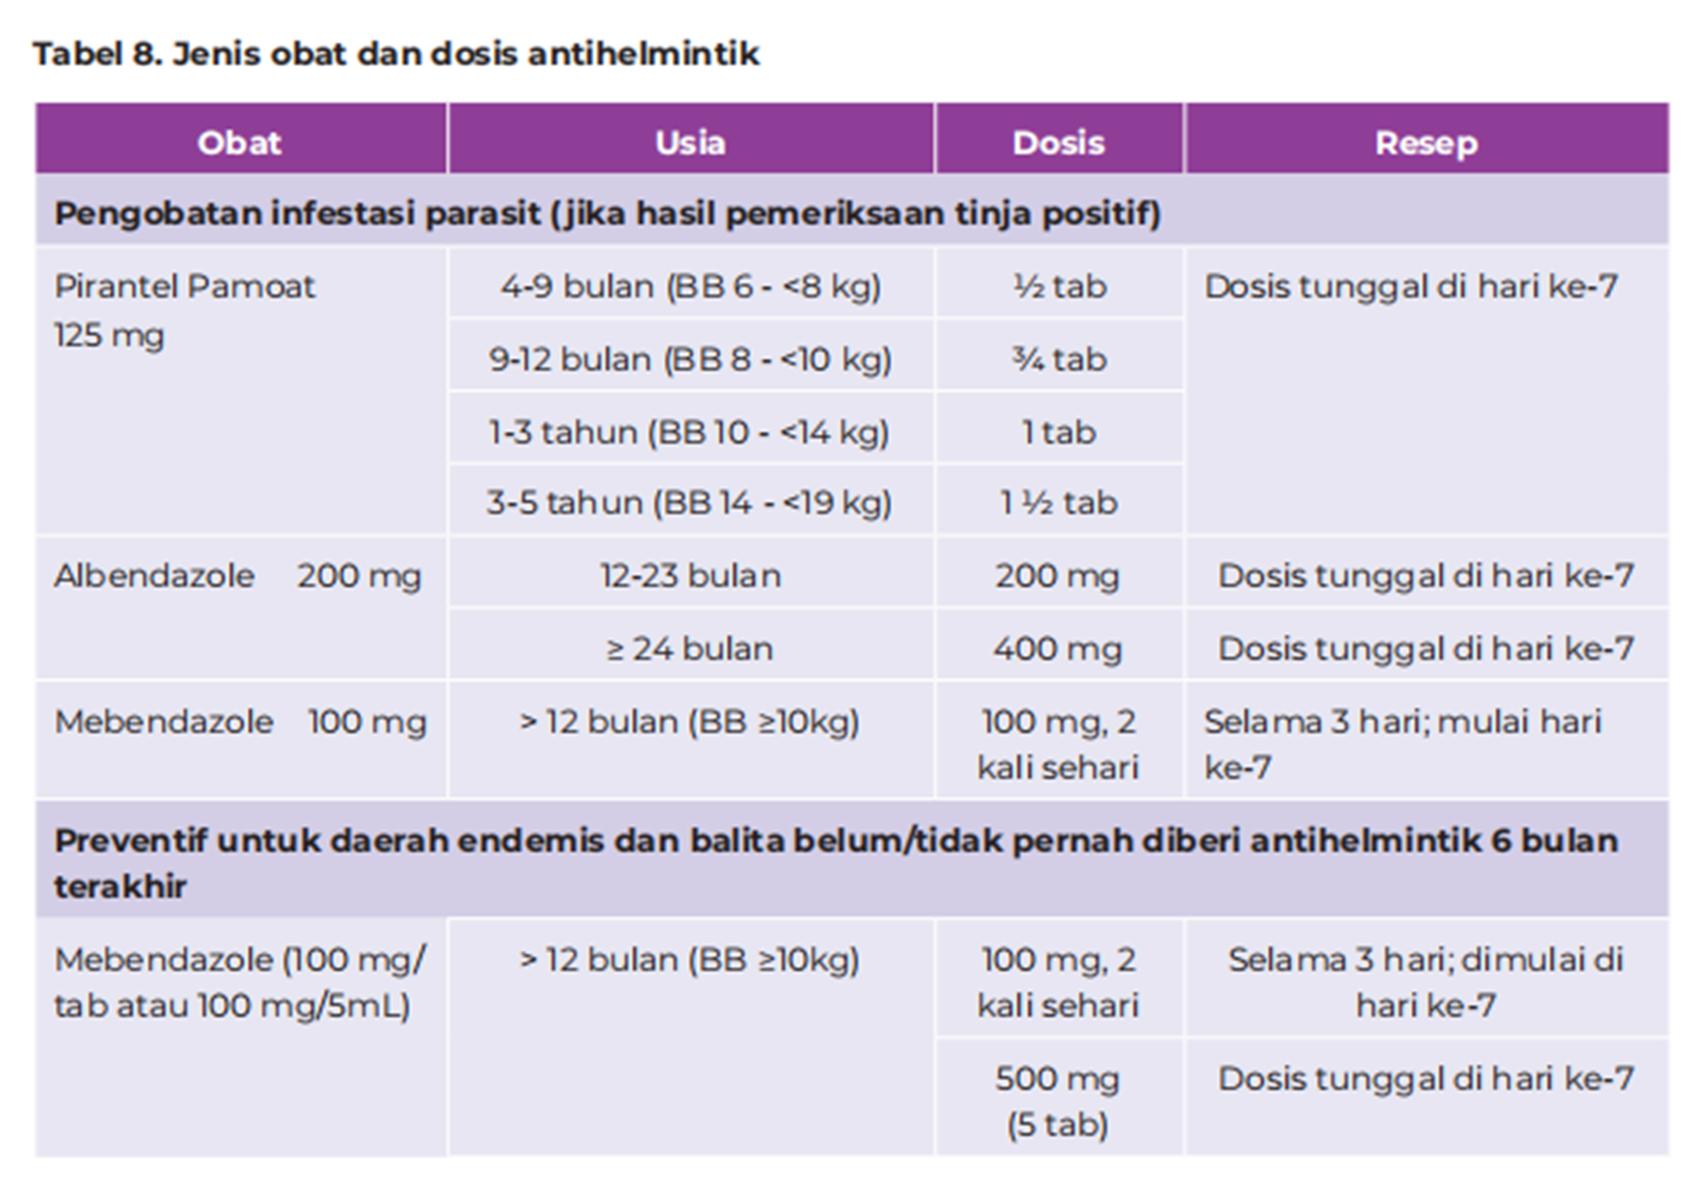 Tabel 8. Jenis obat dan dosis antihelmintik
Obat Usia Dosis Resep
Pengobatan infestasi parasit (jika hasil pemeriksaan tinja positif)
Pirantel Pamoat 4-9 bulan (BB 6 - <8 kg) ½ tab Dosis tunggal di hari ke-7
125 mg
9-12 bulan (BB 8 - <10 kg) ¾ tab
1-3 tahun (BB 10 - <14 kg) 1 tab
3-5 tahun (BB 14 - <19 kg) 1 ½ tab
Albendazole 200 mg 12-23 bulan 200 mg Dosis tunggal di hari ke-7
≥ 24 bulan 400 mg Dosis tunggal di hari ke-7
Mebendazole 100 mg > 12 bulan (BB ≥10kg) 100 mg, 2 Selama 3 hari; mulai hari
kali sehari ke-7
Preventif untuk daerah endemis dan balita belum/tidak pernah diberi antihelmintik 6 bulan
terakhir
Mebendazole (100 mg/ > 12 bulan (BB ≥10kg) 100 mg, 2 Selama 3 hari; dimulai di
tab atau 100 mg/5mL) kali sehari hari ke-7
500 mg Dosis tunggal di hari ke-7
(5 tab)